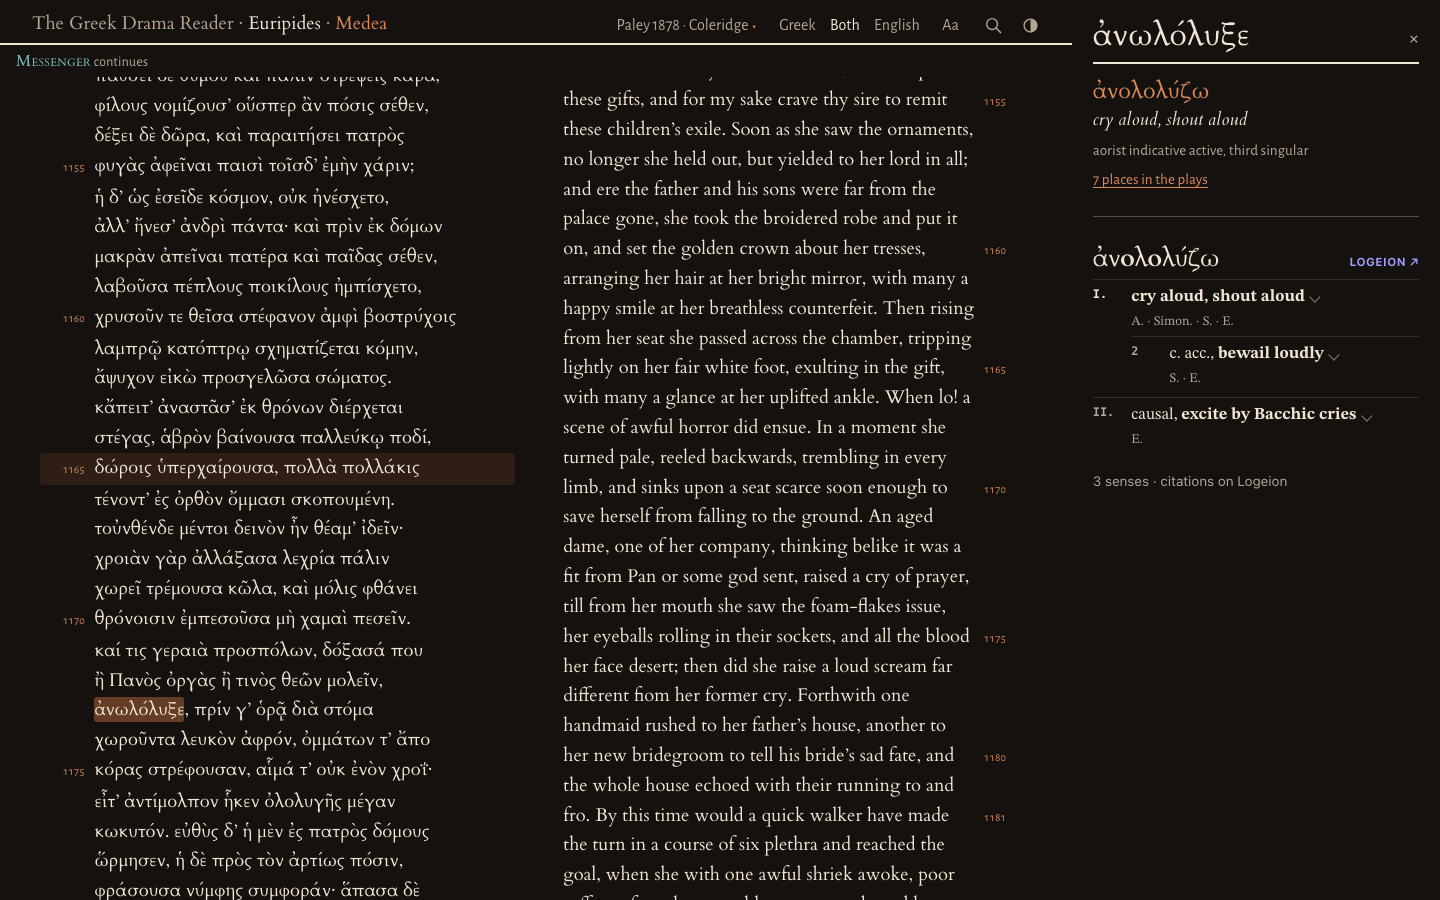 The Greek Drama Reader · Euripides · Medea
Paley 1878 · Coleridge
Greek Both English Aa
MESSENGER continues
φίλους νομίζουσ’ οὕσπερ ἂν πόσις σέθεν,
δέξει δὲ δῶρα, καὶ παραιτήσει πατρὸς
1155 φυγὰς ἀφεῖναι παισὶ τοῖσδ’ ἐμὴν χάριν;
ἡ δ’ ὡς ἐσεῖδε κόσμον, οὐκ ἠνέσχετο,
ἀλλ’ ᾔνεσ’ ἀνδρὶ πάντα· καὶ πρὶν ἐκ δόμων
μακρὰν ἀπεῖναι πατέρα καὶ παῖδας σέθεν,
λαβοῦσα πέπλους ποικίλους ἠμπίσχετο,
1160 χρυσοῦν τε θεῖσα στέφανον ἀμφὶ βοστρύχοις
λαμπρῷ κατόπτρῳ σχηματίζεται κόμην,
ἄψυχον εἰκὼ προσγελῶσα σώματος.
κἄπειτ’ ἀναστᾶσ’ ἐκ θρόνων διέρχεται
στέγας, ἁβρὸν βαίνουσα παλλεύκῳ ποδί,
1165 δώροις ὑπερχαίρουσα, πολλὰ πολλάκις
τένοντ’ ἐς ὀρθὸν ὄμμασι σκοπουμένη.
τοὐνθένδε μέντοι δεινὸν ἦν θέαμ’ ἰδεῖν·
χροιὰν γὰρ ἀλλάξασα λεχρία πάλιν
χωρεῖ τρέμουσα κῶλα, καὶ μόλις φθάνει
1170 θρόνοισιν ἐμπεσοῦσα μὴ χαμαὶ πεσεῖν.
καί τις γεραιὰ προσπόλων, δόξασά που
ἢ Πανὸς ὀργὰς ἤ τινὸς θεῶν μολεῖν,
ἀνωλόλυξε, πρίν γ’ ὁρᾷ διὰ στόμα
χωροῦντα λευκὸν ἀφρόν, ὀμμάτων τ’ ἄπο
1175 κόρας στρέφουσαν, αἷμά τ’ οὐκ ἐνὸν χροΐ·
εἶτ’ ἀντίμολπον ἧκεν ὀλολυγῆς μέγαν
κωκυτόν. εὐθὺς δ’ ἡ μὲν ἐς πατρὸς δόμους
ὥρμησεν, ἡ δὲ πρὸς τὸν ἀρτίως πόσιν,
φράσουσα νύμφης συμφοράν· ἅπασα δὲ
these gifts, and for my sake crave thy sire to remit 1155
these children’s exile. Soon as she saw the ornaments,
no longer she held out, but yielded to her lord in all;
and ere the father and his sons were far from the
palace gone, she took the broidered robe and put it
on, and set the golden crown about her tresses, 1160
arranging her hair at her bright mirror, with many a
happy smile at her breathless counterfeit. Then rising
from her seat she passed across the chamber, tripping
lightly on her fair white foot, exulting in the gift, 1165
with many a glance at her uplifted ankle. When lo! a
scene of awful horror did ensue. In a moment she
turned pale, reeled backwards, trembling in every
limb, and sinks upon a seat scarce soon enough to 1170
save herself from falling to the ground. An aged
dame, one of her company, thinking belike it was a
fit from Pan or some god sent, raised a cry of prayer,
till from her mouth she saw the foam-flakes issue,
her eyeballs rolling in their sockets, and all the blood 1175
her face desert; then did she raise a loud scream far
different fiom her former cry. Forthwith one
handmaid rushed to her father’s house, another to
her new bridegroom to tell his bride’s sad fate, and 1180
the whole house echoed with their running to and
fro. By this time would a quick walker have made 1181
the turn in a course of six plethra and reached the
goal, when she with one awful shriek awoke, poor
ἀνωλόλυξε ×
ἀνολολύζω
cry aloud, shout aloud
aorist indicative active, third singular
7 places in the plays
ἀνολολύζω LOGEION ↗
I. cry aloud, shout aloud
A. · Simon. · S. · E.
2 c. acc., bewail loudly
S. · E.
II. causal, excite by Bacchic cries
E.
3 senses · citations on Logeion